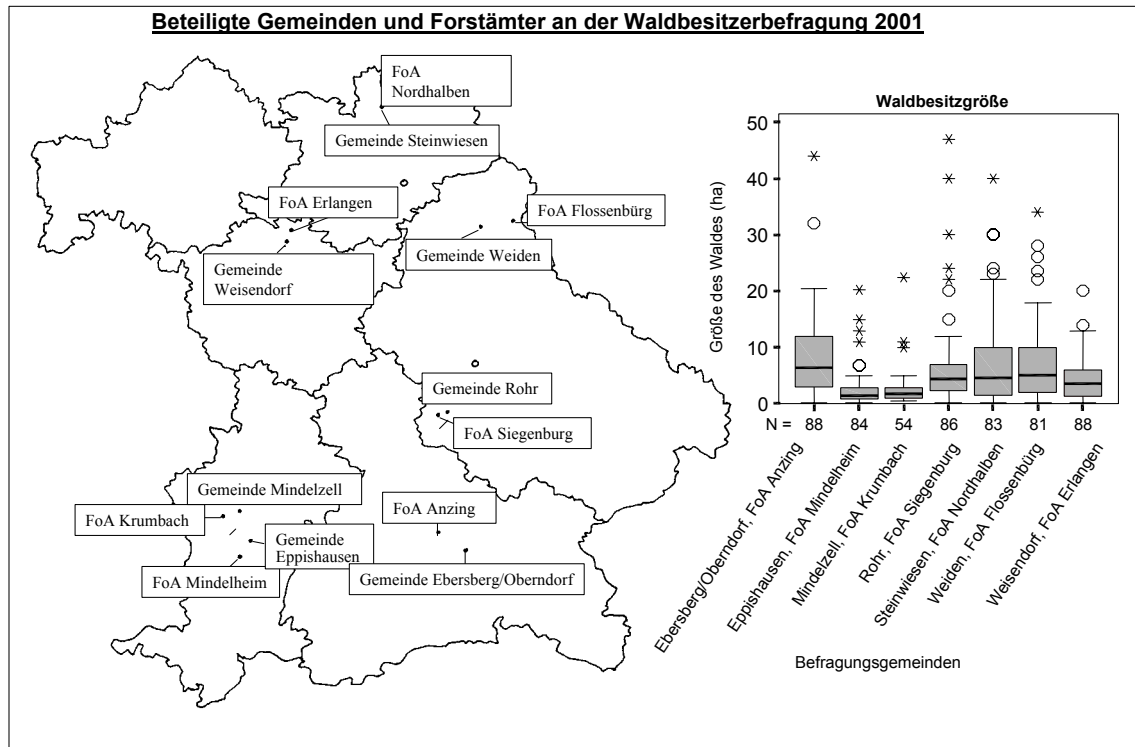 Beteiligte Gemeinden und Forstämter an der Waldbesitzerbefragung 2001
FoA
Nordhalben
Gemeinde Steinwiesen
FoA Erlangen
FoA Flossenbürg
Gemeinde Weiden
Gemeinde
Weisendorf
Gemeinde Rohr
FoA Siegenburg
Gemeinde Mindelzell
FoA Krumbach
FoA Anzing
Gemeinde
Eppishausen
FoA Mindelheim
Gemeinde Ebersberg/Oberndorf
Waldbesitzgröße
Größe des Waldes (ha)
50
40
30
20
10
0
N = 88 84 54 86 83 81 88
Ebersberg/Oberndorf, FoA Anzing
Eppishausen, FoA Mindelheim
Mindelzell, FoA Krumbach
Rohr, FoA Siegenburg
Steinwiesen, FoA Nordhalben
Weiden, FoA Flossenbürg
Weisendorf, FoA Erlangen
Befragungsgemeinden